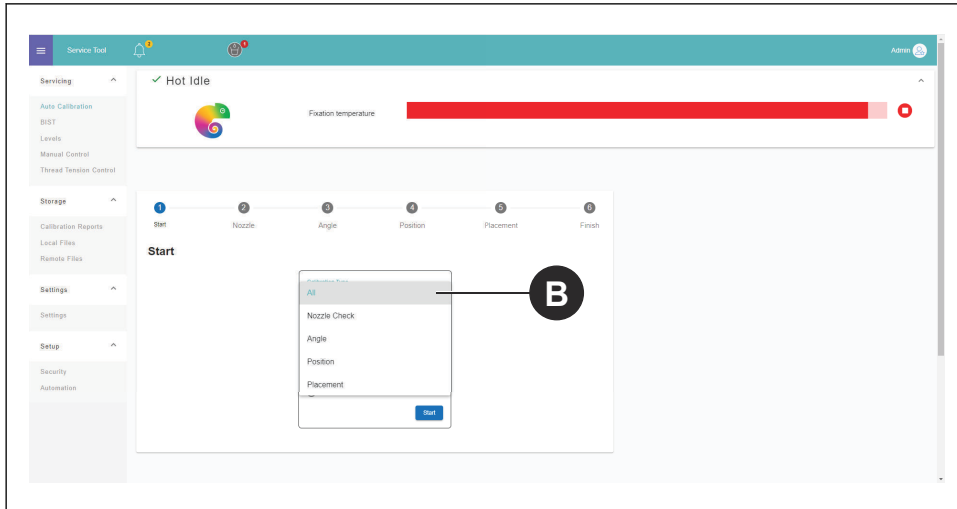 Service Tool
Admin
Servicing
Auto Calibration
BIST
Levels
Manual Control
Thread Tension Control
Storage
Calibration Reports
Local Files
Remote Files
Settings
Settings
Setup
Security
Automation
Hot Idle
Fixation temperature
1 2 3 4 5 6
Start Nozzle Angle Position Placement Finish
Start
Calibration Type
All
Nozzle Check
Angle
Position
Placement
Start
B